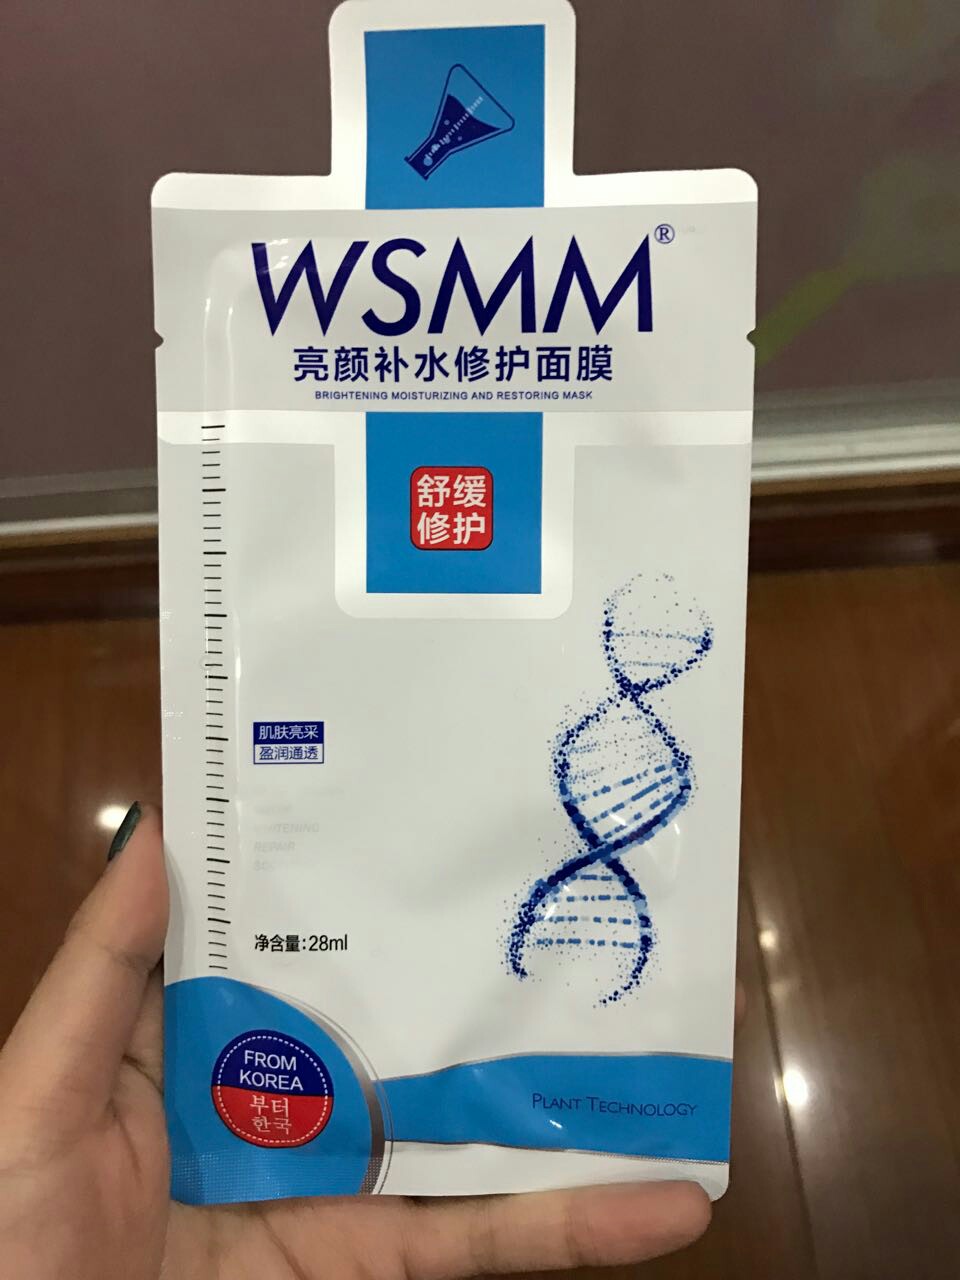 WSMM®
亮颜补水修护面膜
BRIGHTENING MOISTURIZING AND RESTORING MASK
舒缓
修护
肌肤亮采
盈润通透
REPAIR
净含量:28ml
FROM
KOREA
부터
한국
PLANT TECHNOLOGY